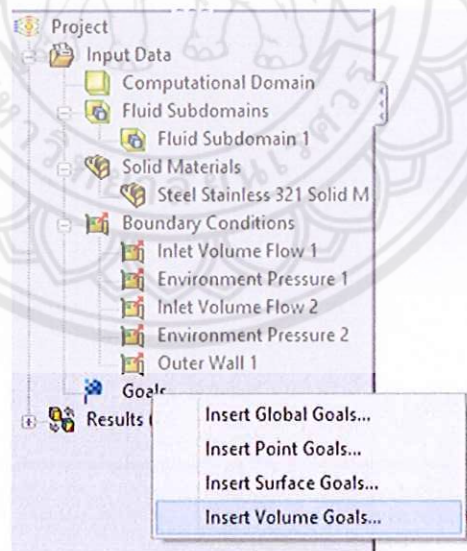 Project
Input Data
Computational Domain
Fluid Subdomains
Fluid Subdomain 1
Solid Materials
Steel Stainless 321 Solid M
Boundary Conditions
Inlet Volume Flow 1
Environment Pressure 1
Inlet Volume Flow 2
Environment Pressure 2
Outer Wall 1
Goals
Results (
Insert Global Goals...
Insert Point Goals...
Insert Surface Goals...
Insert Volume Goals...